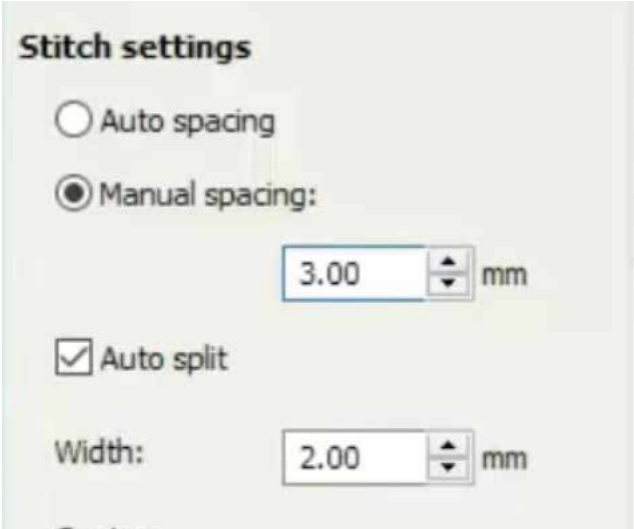 Stitch settings
Auto spacing
Manual spacing:
3.00 mm
Auto split
Width: 2.00 mm